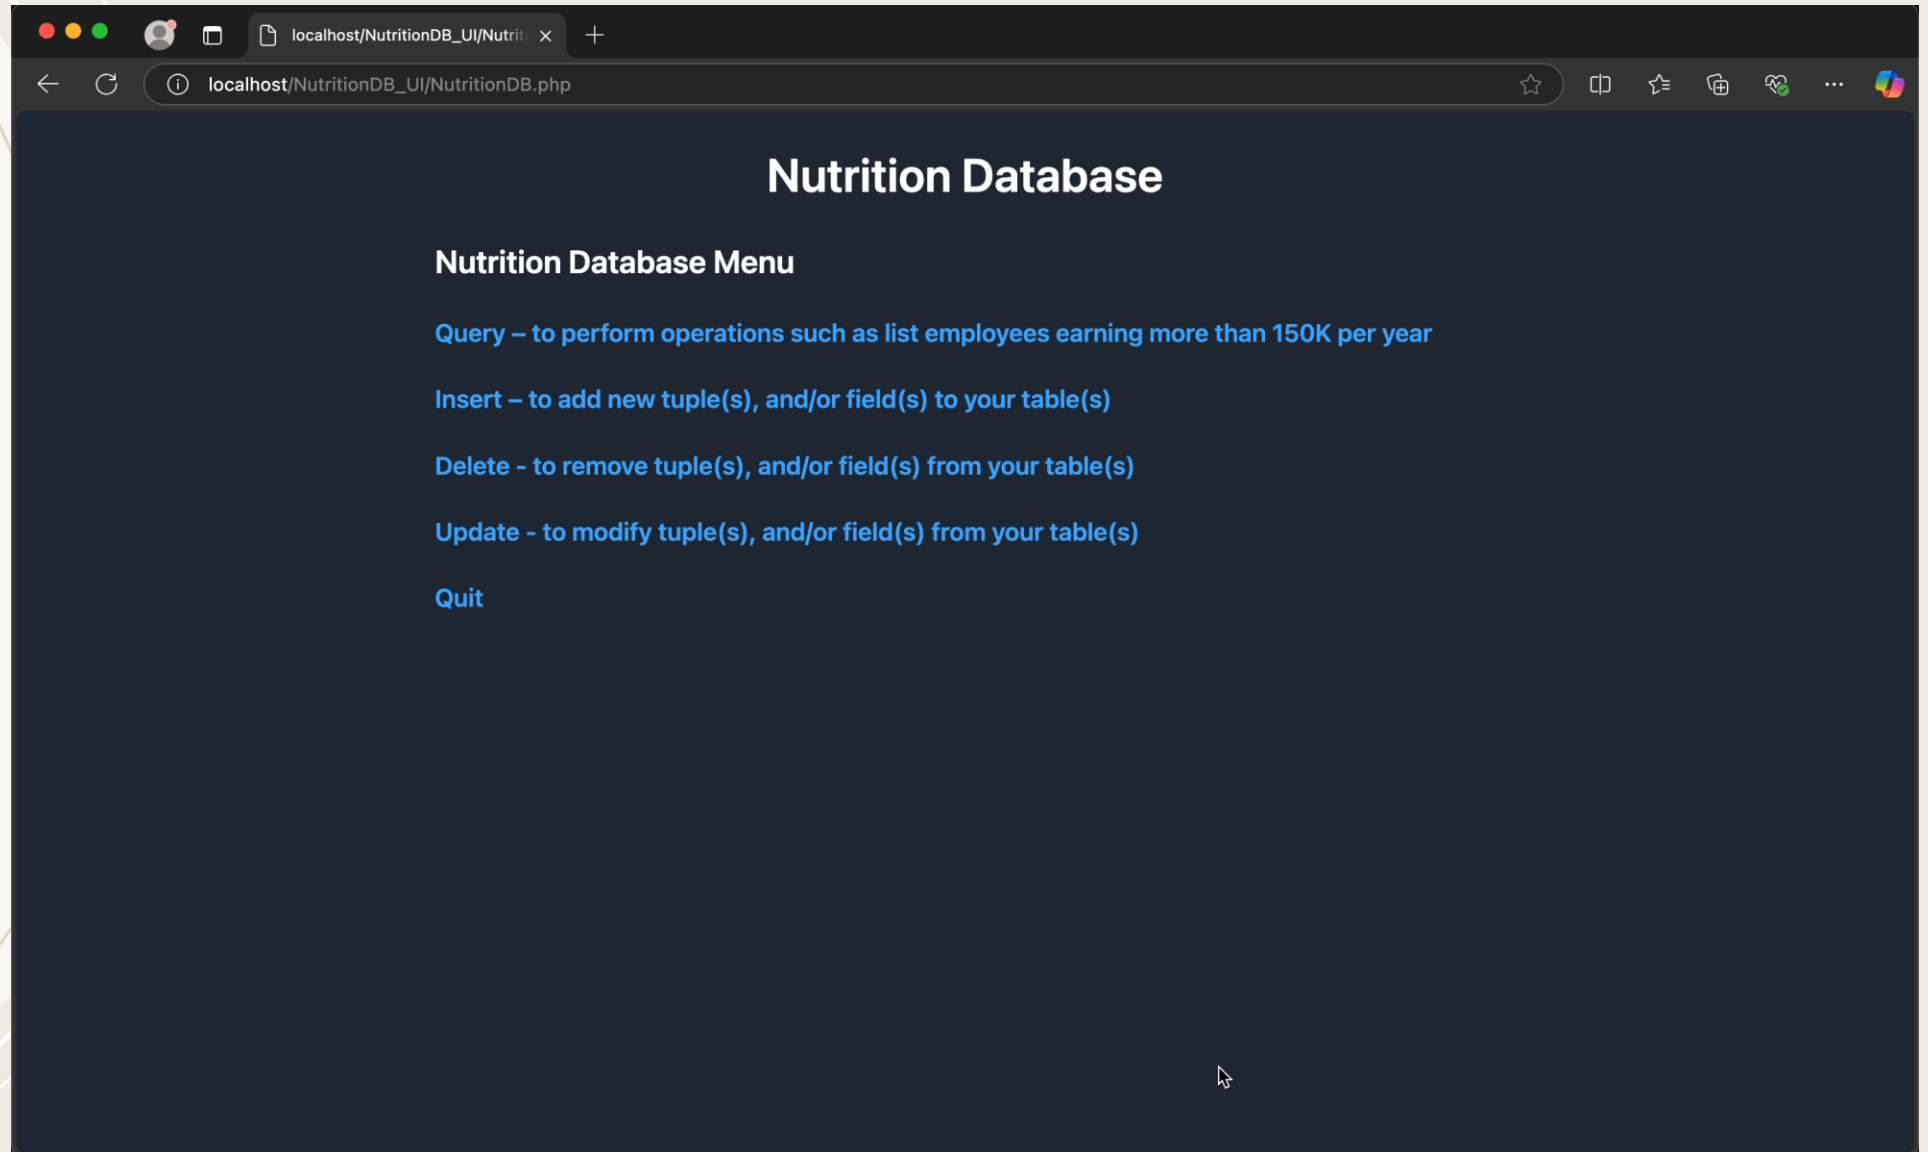 localhost/NutritionDB_UI/Nutriti
localhost/NutritionDB_UI/NutritionDB.php
Nutrition Database
Nutrition Database Menu
Query – to perform operations such as list employees earning more than 150K per year
Insert – to add new tuple(s), and/or field(s) to your table(s)
Delete - to remove tuple(s), and/or field(s) from your table(s)
Update - to modify tuple(s), and/or field(s) from your table(s)
Quit